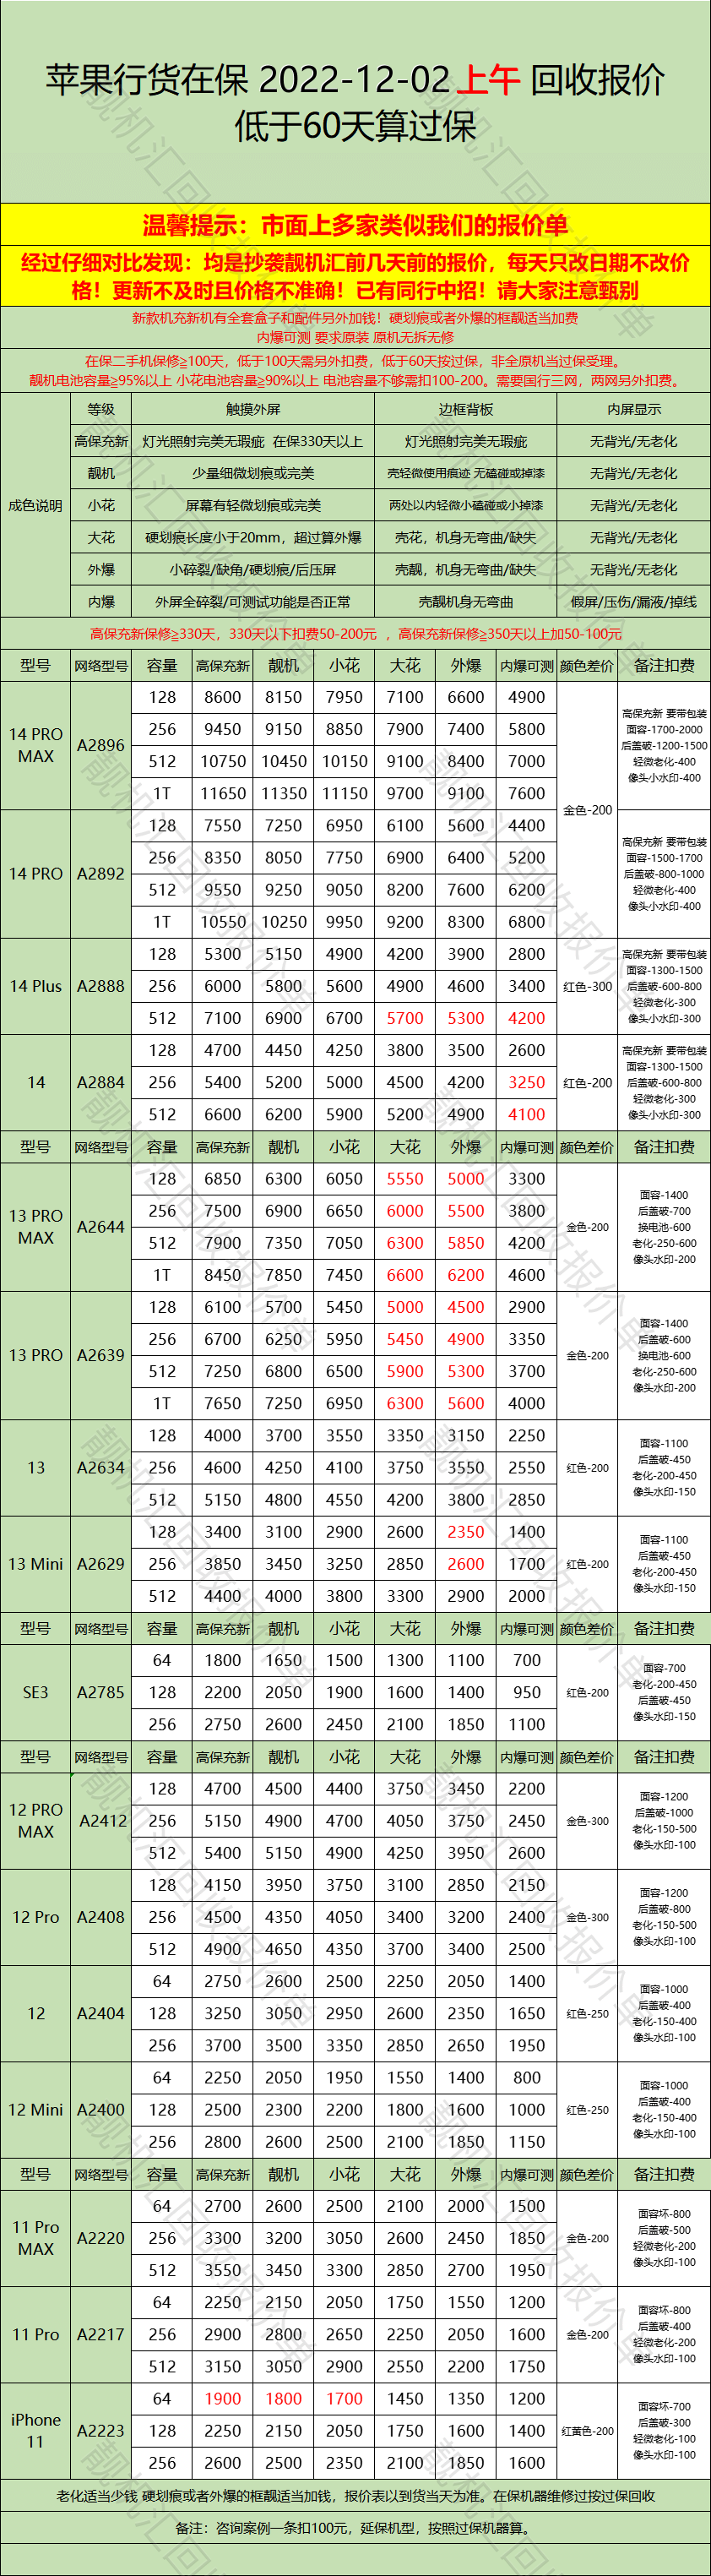 苹果行货在保 2022-12-02上午 回收报价
低于60天算过保
温馨提示：市面上多家类似我们的报价单
经过仔细对比发现：均是抄袭靓机汇前几天前的报价，每天只改日期不改价
格！更新不及时且价格不准确！已有同行中招！请大家注意甄别
新款机充新机有全套盒子和配件另外加钱！硬划痕或者外爆的框靓适当加费
内爆可测 要求原装 原机无拆无修
在保二手机保修≧100天，低于100天需另外扣费，低于60天按过保，非全原机当过保受理。
靓机电池容量≧95%以上 小花电池容量≧90%以上 电池容量不够需扣100-200。需要国行三网，两网另外扣费。
成色说明
等级 触摸外屏 边框背板 内屏显示
高保充新 灯光照射完美无瑕疵 在保330天以上 灯光照射完美无瑕疵 无背光/无老化
靓机 少量细微划痕或完美 壳轻微使用痕迹 无磕碰或掉漆 无背光/无老化
小花 屏幕有轻微划痕或完美 两处以内轻微小磕碰或小掉漆 无背光/无老化
大花 硬划痕长度小于20mm，超过算外爆 壳花，机身无弯曲/缺失 无背光/无老化
外爆 小碎裂/缺角/硬划痕/后压屏 壳靓，机身无弯曲/缺失 无背光/无老化
内爆 外屏全碎裂/可测试功能是否正常 壳靓机身无弯曲 假屏/压伤/漏液/掉线
高保充新保修≧330天，330天以下扣费50-200元 ，高保充新保修≧350天以上加50-100元
型号 网络型号 容量 高保充新 靓机 小花 大花 外爆 内爆可测 颜色差价 备注扣费
14 PRO MAX A2896
128 8600 8150 7950 7100 6600 4900
256 9450 9150 8850 7900 7400 5800
512 10750 10450 10150 9100 8400 7000
1T 11650 11350 11150 9700 9100 7600
金色-200
高保充新 要带包装
面容-1700-2000
后盖破-1200-1500
轻微老化-400
像头小水印-400
14 PRO A2892
128 7550 7250 6950 6100 5600 4400
256 8350 8050 7750 6900 6400 5200
512 9550 9250 9050 8200 7600 6200
1T 10550 10250 9950 9200 8300 6800
高保充新 要带包装
面容-1500-1700
后盖破-800-1000
轻微老化-400
像头小水印-400
14 Plus A2888
128 5300 5150 4900 4200 3900 2800
256 6000 5800 5600 4900 4600 3400
512 7100 6900 6700 5700 5300 4200
红色-300
高保充新 要带包装
面容-1300-1500
后盖破-600-800
轻微老化-300
像头小水印-300
14 A2884
128 4700 4450 4250 3800 3500 2600
256 5400 5200 5000 4500 4200 3250
512 6600 6200 5900 5200 4900 4100
红色-200
高保充新 要带包装
面容-1300-1500
后盖破-600-800
轻微老化-300
像头小水印-300
型号 网络型号 容量 高保充新 靓机 小花 大花 外爆 内爆可测 颜色差价 备注扣费
13 PRO MAX A2644
128 6850 6300 6050 5550 5000 3300
256 7500 6900 6650 6000 5500 3800
512 7900 7350 7050 6300 5850 4200
1T 8450 7850 7450 6600 6200 4600
金色-200
面容-1400
后盖破-700
换电池-600
老化-250-600
像头水印-200
13 PRO A2639
128 6100 5700 5450 5000 4500 2900
256 6700 6250 5950 5450 4900 3350
512 7250 6800 6500 5900 5300 3700
1T 7650 7250 6950 6300 5600 4000
金色-200
面容-1400
后盖破-600
换电池-600
老化-250-600
像头水印-200
13 A2634
128 4000 3700 3550 3350 3150 2250
256 4600 4250 4100 3750 3550 2550
512 5150 4800 4550 4200 3800 2850
红色-200
面容-1100
后盖破-450
老化-200-450
像头水印-150
13 Mini A2629
128 3400 3100 2900 2600 2350 1400
256 3850 3450 3250 2850 2600 1700
512 4400 4000 3800 3300 2900 2000
红色-200
面容-1100
后盖破-450
老化-200-450
像头水印-150
型号 网络型号 容量 高保充新 靓机 小花 大花 外爆 内爆可测 颜色差价 备注扣费
SE3 A2785
64 1800 1650 1500 1300 1100 700
128 2200 2050 1900 1600 1400 950
256 2750 2600 2450 2100 1850 1100
红色-200
面容-700
老化-200-450
后盖破-450
像头水印-150
型号 网络型号 容量 高保充新 靓机 小花 大花 外爆 内爆可测 颜色差价 备注扣费
12 PRO MAX A2412
128 4700 4500 4400 3750 3450 2200
256 5150 4900 4700 4050 3750 2450
512 5400 5150 4900 4250 3950 2600
金色-300
面容-1200
后盖破-1000
老化-150-500
像头水印-100
12 Pro A2408
128 4150 3950 3750 3100 2850 2150
256 4500 4350 4050 3400 3200 2400
512 4900 4650 4350 3700 3400 2500
金色-300
面容-1200
后盖破-800
老化-150-500
像头水印-100
12 A2404
64 2750 2600 2500 2250 2050 1400
128 3250 3050 2950 2600 2350 1650
256 3700 3500 3350 2850 2650 1950
红色-250
面容-1000
后盖破-400
老化-150-400
像头水印-100
12 Mini A2400
64 2250 2050 1950 1550 1400 800
128 2500 2300 2200 1800 1600 1000
256 2800 2600 2500 2100 1850 1150
红色-250
面容-1000
后盖破-400
老化-150-400
像头水印-100
型号 网络型号 容量 高保充新 靓机 小花 大花 外爆 内爆可测 颜色差价 备注扣费
11 Pro MAX A2220
64 2700 2600 2500 2100 2000 1500
256 3300 3200 3050 2600 2450 1850
512 3550 3450 3300 2850 2700 1950
金色-200
面容坏-800
后盖破-500
轻微老化-200
像头水印-100
11 Pro A2217
64 2250 2150 2050 1750 1550 1200
256 2900 2800 2650 2250 2050 1600
512 3150 3050 2900 2550 2200 1750
金色-200
面容坏-800
后盖破-400
轻微老化-200
像头水印-100
iPhone 11 A2223
64 1900 1800 1700 1450 1350 1200
128 2250 2150 2050 1750 1600 1400
256 2600 2500 2350 2100 1850 1600
红黄色-200
面容坏-700
后盖破-300
轻微老化-100
像头水印-100
老化适当少钱 硬划痕或者外爆的框靓适当加钱，报价表以到货当天为准。在保机器维修过按过保回收
备注：咨询案例一条扣100元，延保机型，按照过保机器算。
靓机汇回收报价单